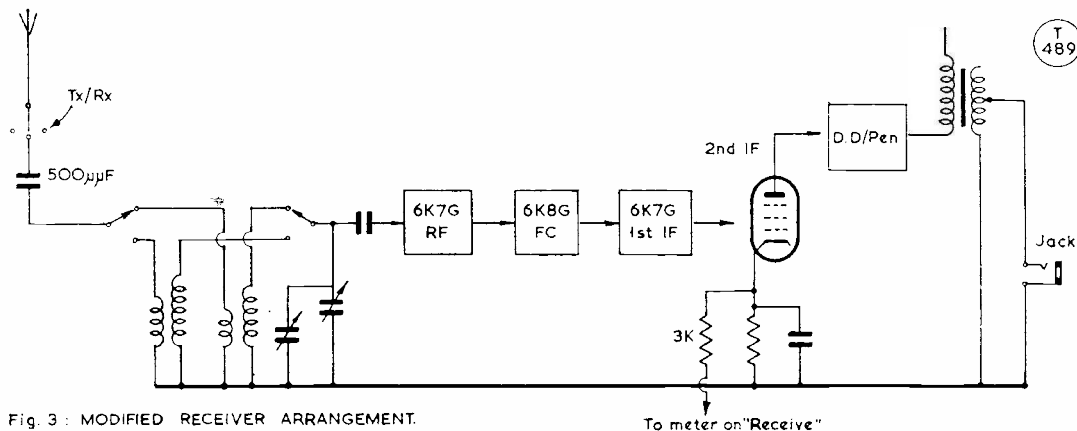 T
489
Tx/Rx
500μμF
6K7G
RF
6K8G
FC
6K7G
1st IF
2nd IF
D.D/Pen
Jack
3K
To meter on "Receive"
Fig. 3 : MODIFIED RECEIVER ARRANGEMENT.